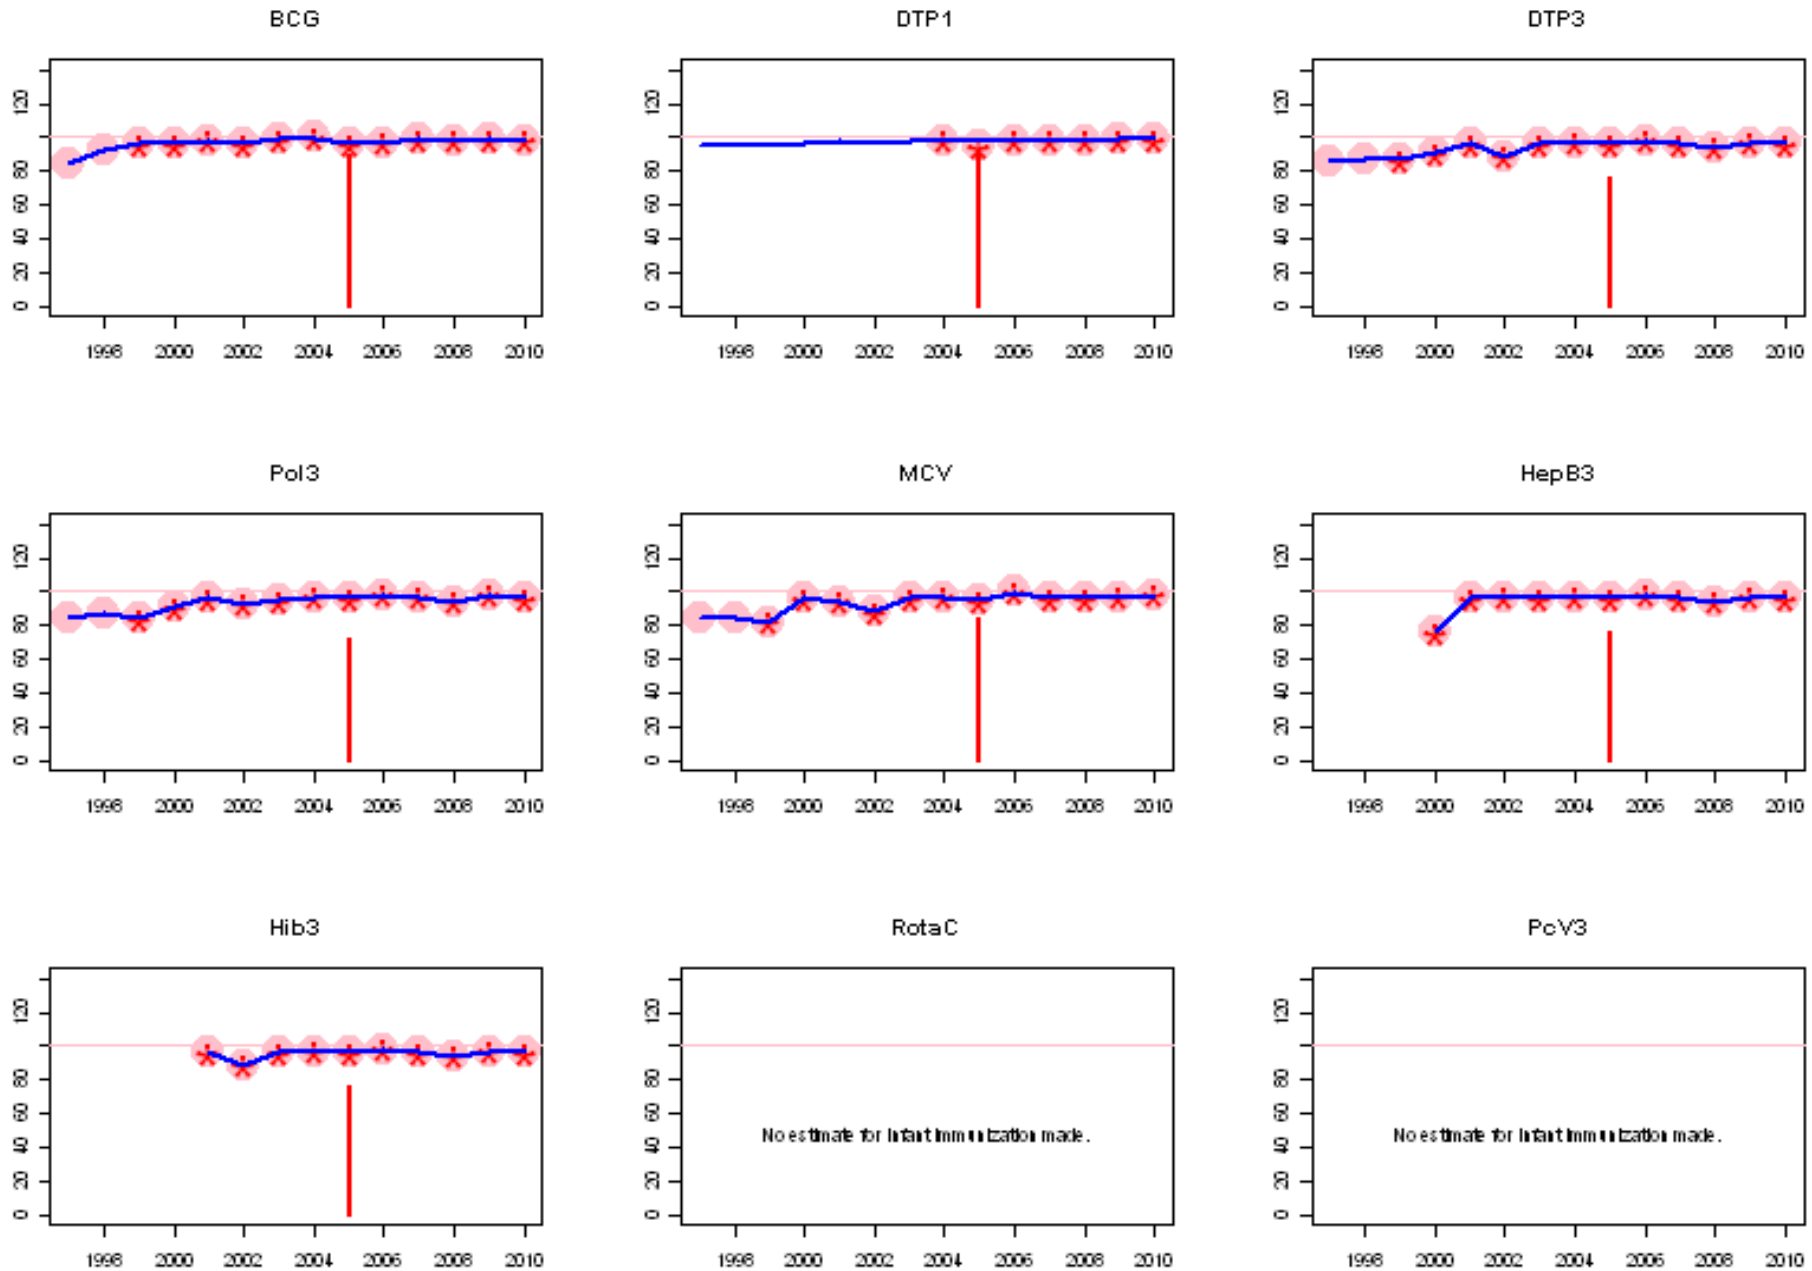 BCG
DTP1
DTP3
0 20 40 60 80 120
0 20 40 60 80 120
0 20 40 60 80 120
1998 2000 2002 2004 2006 2008 2010
1998 2000 2002 2004 2006 2008 2010
1998 2000 2002 2004 2006 2008 2010
Pol3
MCV
HepB3
0 20 40 60 80 120
0 20 40 60 80 120
0 20 40 60 80 120
1998 2000 2002 2004 2006 2008 2010
1998 2000 2002 2004 2006 2008 2010
1998 2000 2002 2004 2006 2008 2010
Hib3
RotaC
PcV3
0 20 40 60 80 120
0 20 40 60 80 120
0 20 40 60 80 120
No estimate for infant immunization made.
No estimate for infant immunization made.
1998 2000 2002 2004 2006 2008 2010
1998 2000 2002 2004 2006 2008 2010
1998 2000 2002 2004 2006 2008 2010